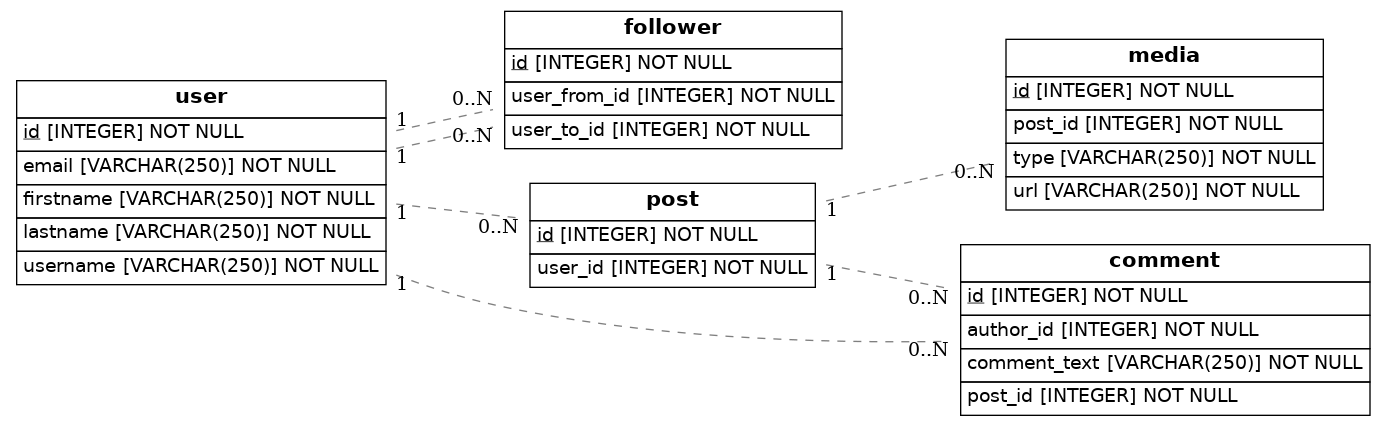 user
id [INTEGER] NOT NULL
email [VARCHAR(250)] NOT NULL
firstname [VARCHAR(250)] NOT NULL
lastname [VARCHAR(250)] NOT NULL
username [VARCHAR(250)] NOT NULL
1
0..N
1
0..N
1
0..N
1
0..N
follower
id [INTEGER] NOT NULL
user_from_id [INTEGER] NOT NULL
user_to_id [INTEGER] NOT NULL
post
id [INTEGER] NOT NULL
user_id [INTEGER] NOT NULL
1
0..N
1
0..N
media
id [INTEGER] NOT NULL
post_id [INTEGER] NOT NULL
type [VARCHAR(250)] NOT NULL
url [VARCHAR(250)] NOT NULL
comment
id [INTEGER] NOT NULL
author_id [INTEGER] NOT NULL
comment_text [VARCHAR(250)] NOT NULL
post_id [INTEGER] NOT NULL